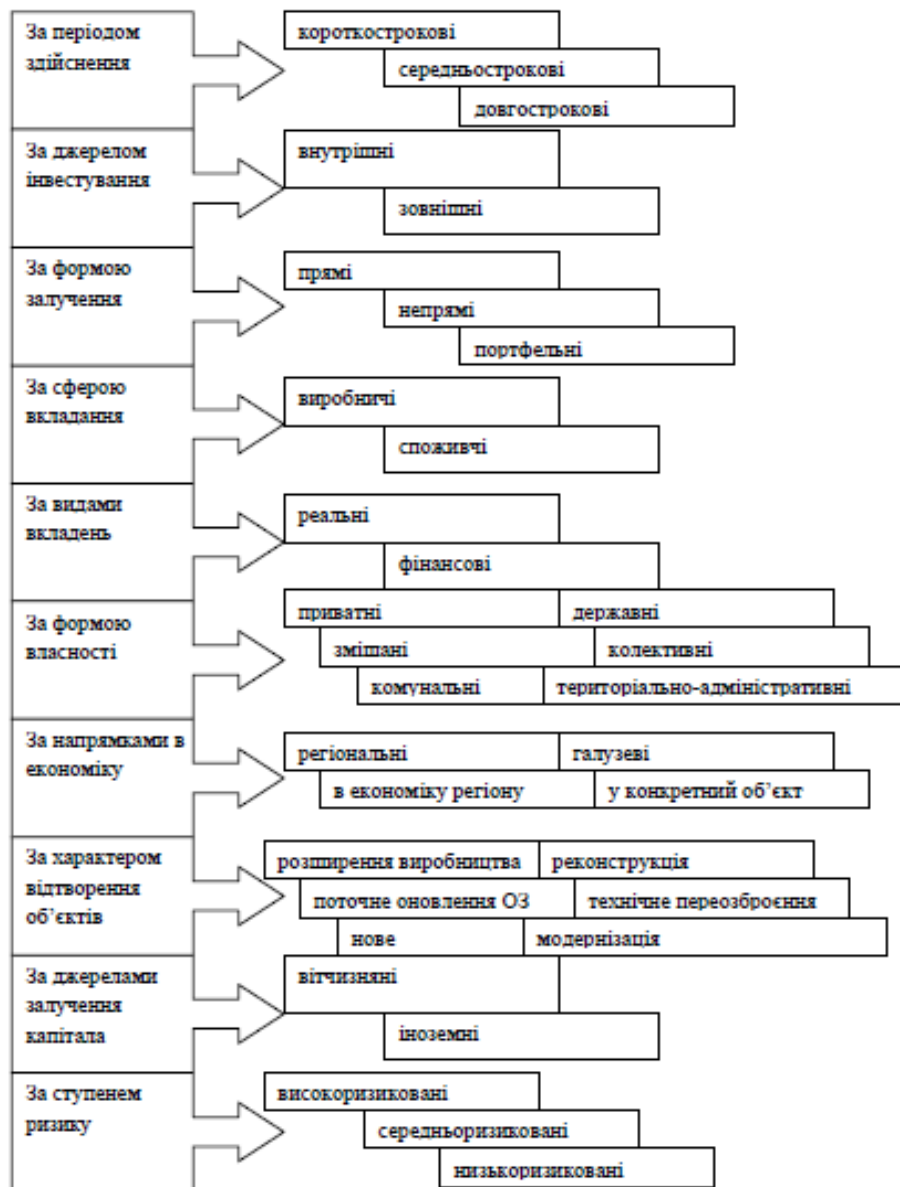 За періодом
здійснення
короткострокові
середньострокові
довгострокові
За джерелом
інвестування
внутрішні
зовнішні
За формою
залучення
прямі
непрямі
портфельні
За сферою
вкладання
виробничі
споживчі
За видами
вкладень
реальні
фінансові
За формою
власності
приватні державні
змішані колективні
комунальні територіально-адміністративні
За напрямками в
економіку
регіональні галузеві
в економіку регіону у конкретний об’єкт
За характером
відтворення
об’єктів
розширення виробництва реконструкція
поточне оновлення ОЗ технічне переозброєння
нове модернізація
За джерелами
залучення
капітала
вітчизняні
іноземні
За ступенем
ризику
високоризиковані
середньоризиковані
низькоризиковані